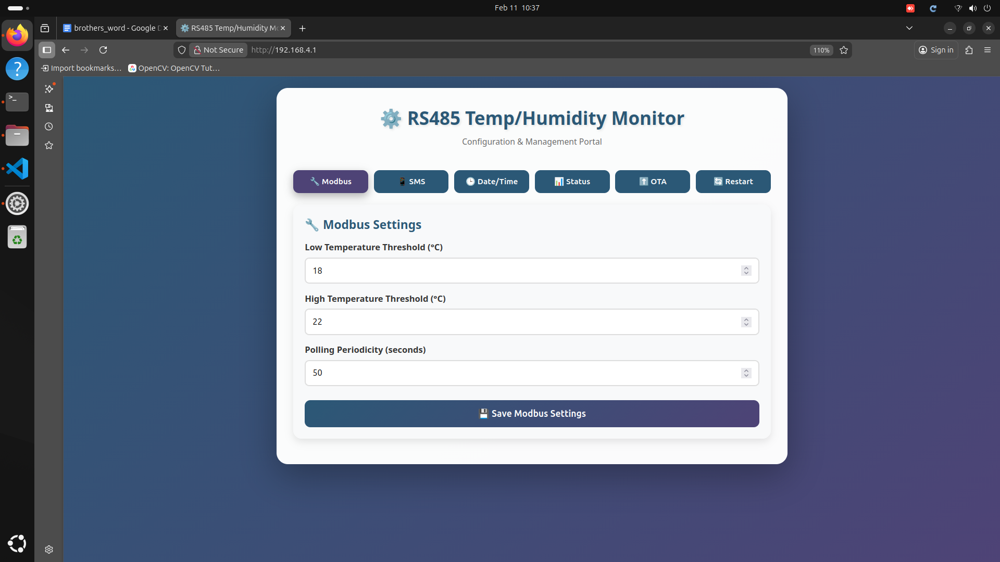 Feb 11 10:37
brothers_word - Google D
RS485 Temp/Humidity Mo
Not Secure
http://192.168.4.1
110%
Sign in
Import bookmarks...
OpenCV: OpenCV Tut...
RS485 Temp/Humidity Monitor
Configuration & Management Portal
Modbus
SMS
Date/Time
Status
OTA
Restart
Modbus Settings
Low Temperature Threshold (°C)
18
High Temperature Threshold (°C)
22
Polling Periodicity (seconds)
50
Save Modbus Settings